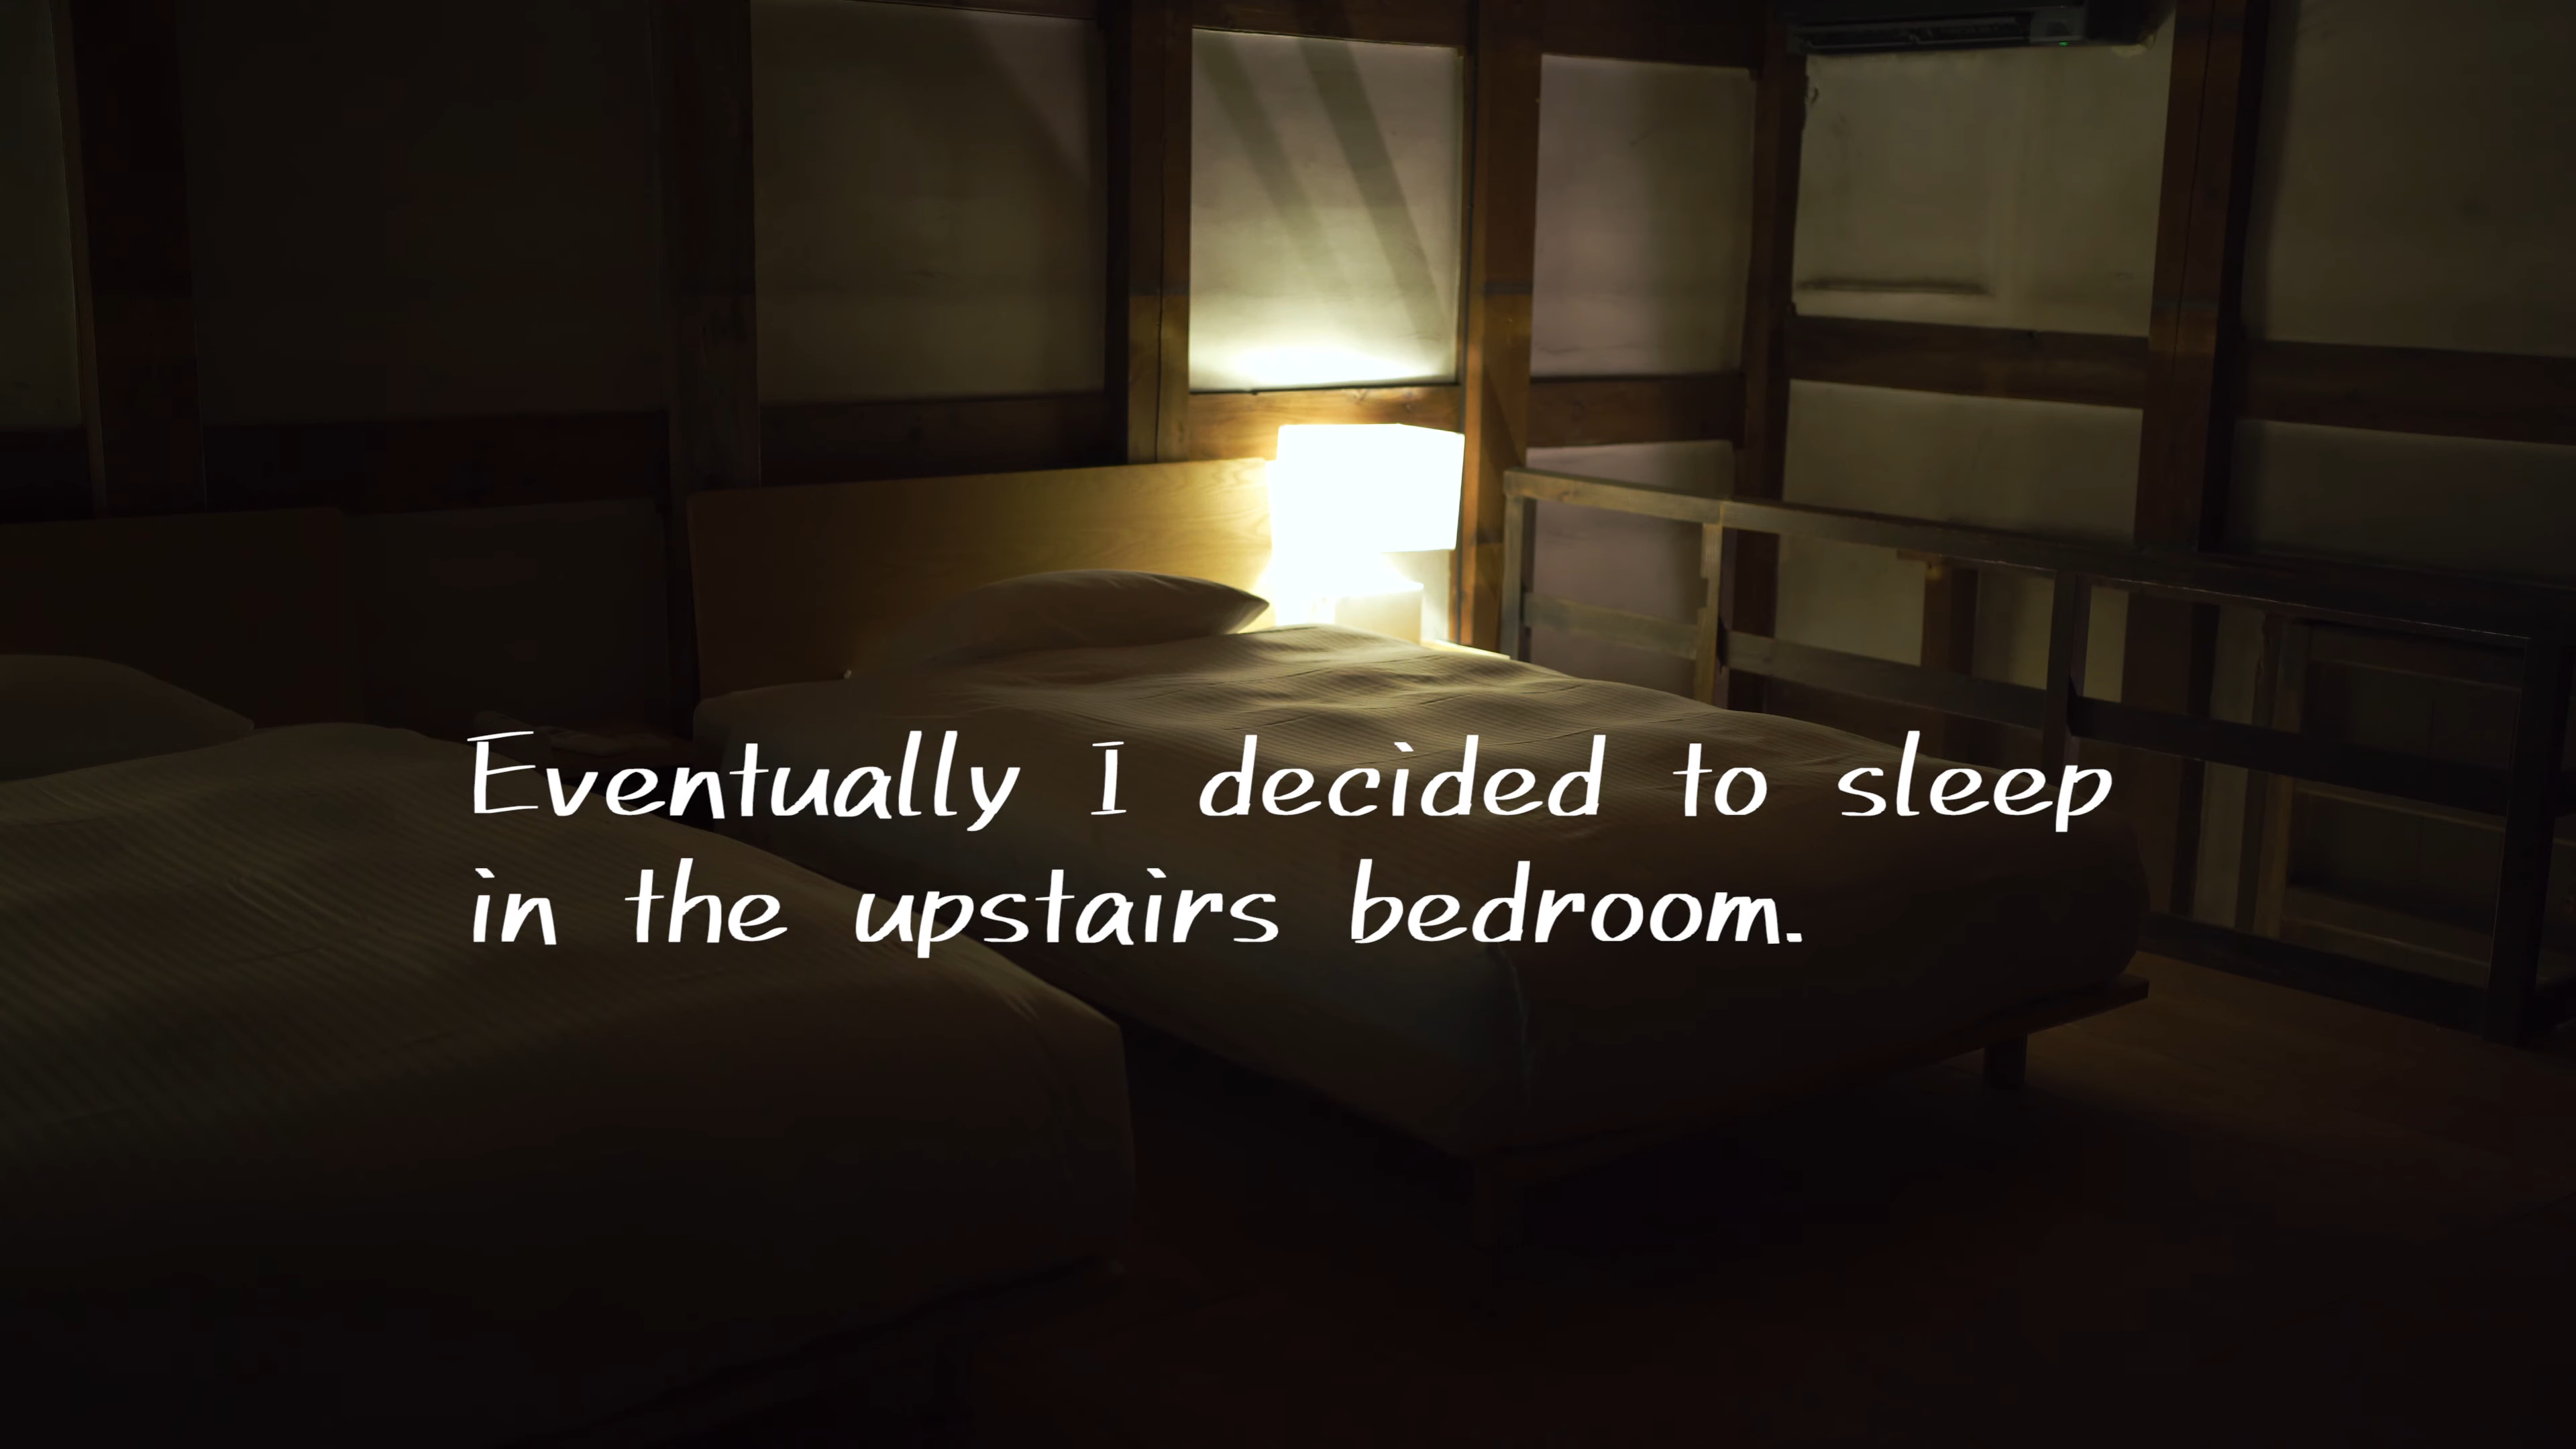 Eventually I decided to sleep
in the upstairs bedroom.